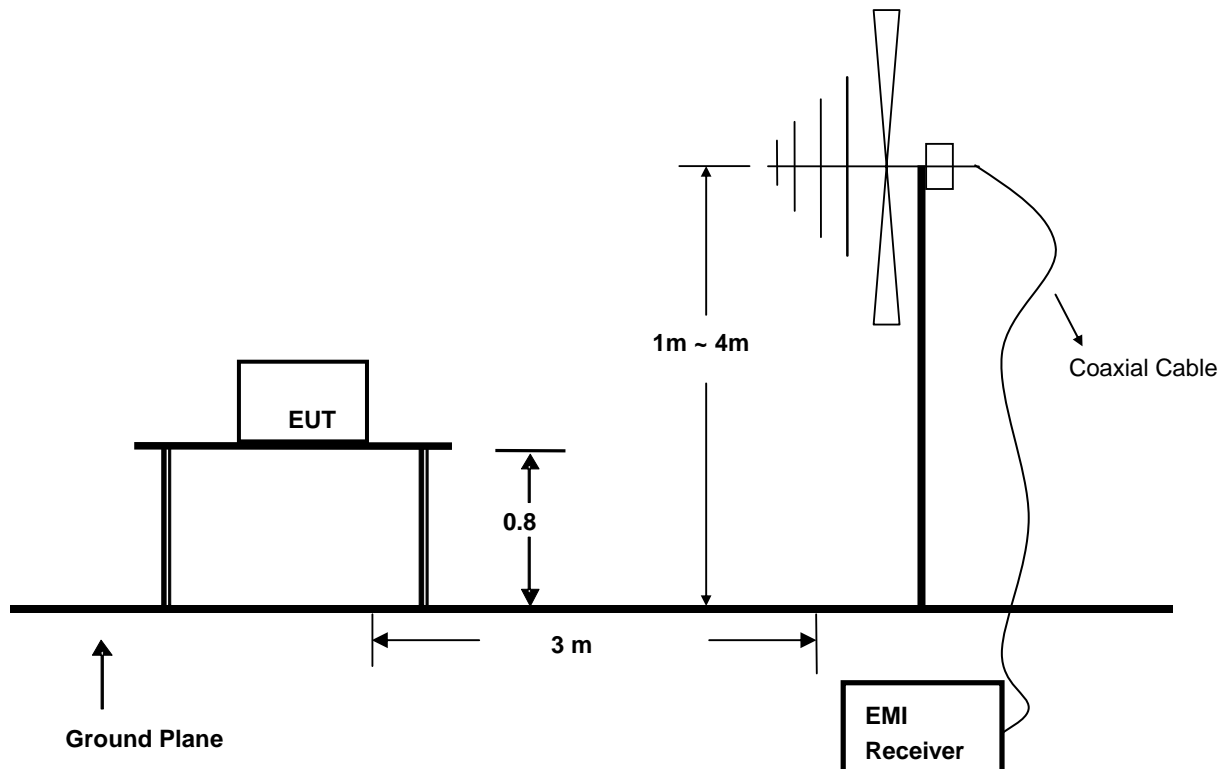 1m ~ 4m
Coaxial Cable
EUT
0.8
3 m
Ground Plane
EMI
Receiver